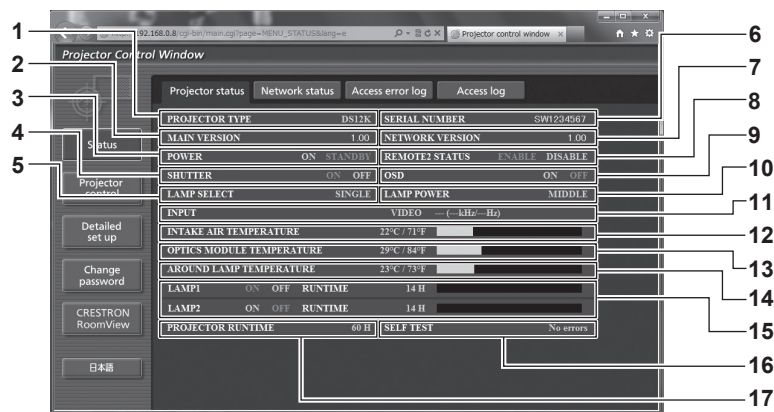 1
2
3
4
5
6
7
8
9
10
11
12
13
14
15
16
17
92.168.0.8/cgi-bin/main.cgi?page=MENU_STATUS&lang=e
Projector control window
Projector Control Window
Projector status Network status Access error log Access log
Status
Projector control
Detailed set up
Change password
CRESTRON RoomView
日本語
PROJECTOR TYPE DS12K SERIAL NUMBER SW1234567
MAIN VERSION 1.00 NETWORK VERSION 1.00
POWER ON STANDBY REMOTE2 STATUS ENABLE DISABLE
SHUTTER ON OFF OSD ON OFF
LAMP SELECT SINGLE LAMP POWER MIDDLE
INPUT VIDEO --- (---kHz/---Hz)
INTAKE AIR TEMPERATURE 22°C / 71°F
OPTICS MODULE TEMPERATURE 29°C / 84°F
AROUND LAMP TEMPERATURE 23°C / 73°F
LAMP1 ON OFF RUNTIME 14 H
LAMP2 ON OFF RUNTIME 14 H
PROJECTOR RUNTIME 60 H SELF TEST No errors